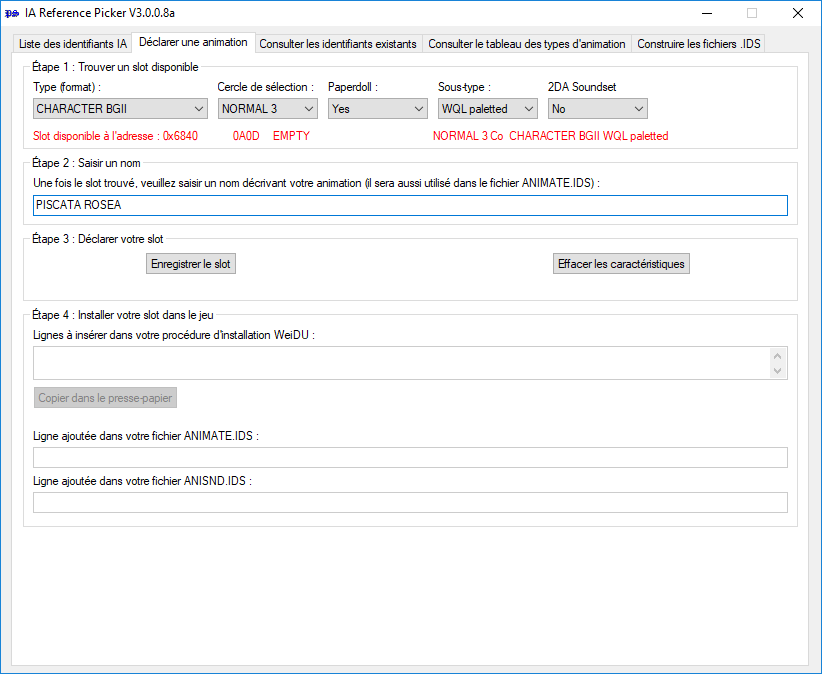 IA Reference Picker V3.0.0.8a
Liste des identifiants IA Déclarer une animation Consulter les identifiants existants Consulter le tableau des types d'animation Construire les fichiers .IDS
Étape 1 : Trouver un slot disponible
Type (format) : Cercle de sélection : Paperdoll : Sous-type : 2DA Soundset
CHARACTER BGII NORMAL 3 Yes WQL paletted No
Slot disponible à l'adresse : 0x6840 0A0D EMPTY NORMAL 3 Co CHARACTER BGII WQL paletted
Étape 2 : Saisir un nom
Une fois le slot trouvé, veuillez saisir un nom décrivant votre animation (il sera aussi utilisé dans le fichier ANIMATE.IDS) :
PISCATA ROSEA
Étape 3 : Déclarer votre slot
Enregistrer le slot Effacer les caractéristiques
Étape 4 : Installer votre slot dans le jeu
Lignes à insérer dans votre procédure d'installation WeiDU :
Copier dans le presse-papier
Ligne ajoutée dans votre fichier ANIMATE.IDS :
Ligne ajoutée dans votre fichier ANISND.IDS :